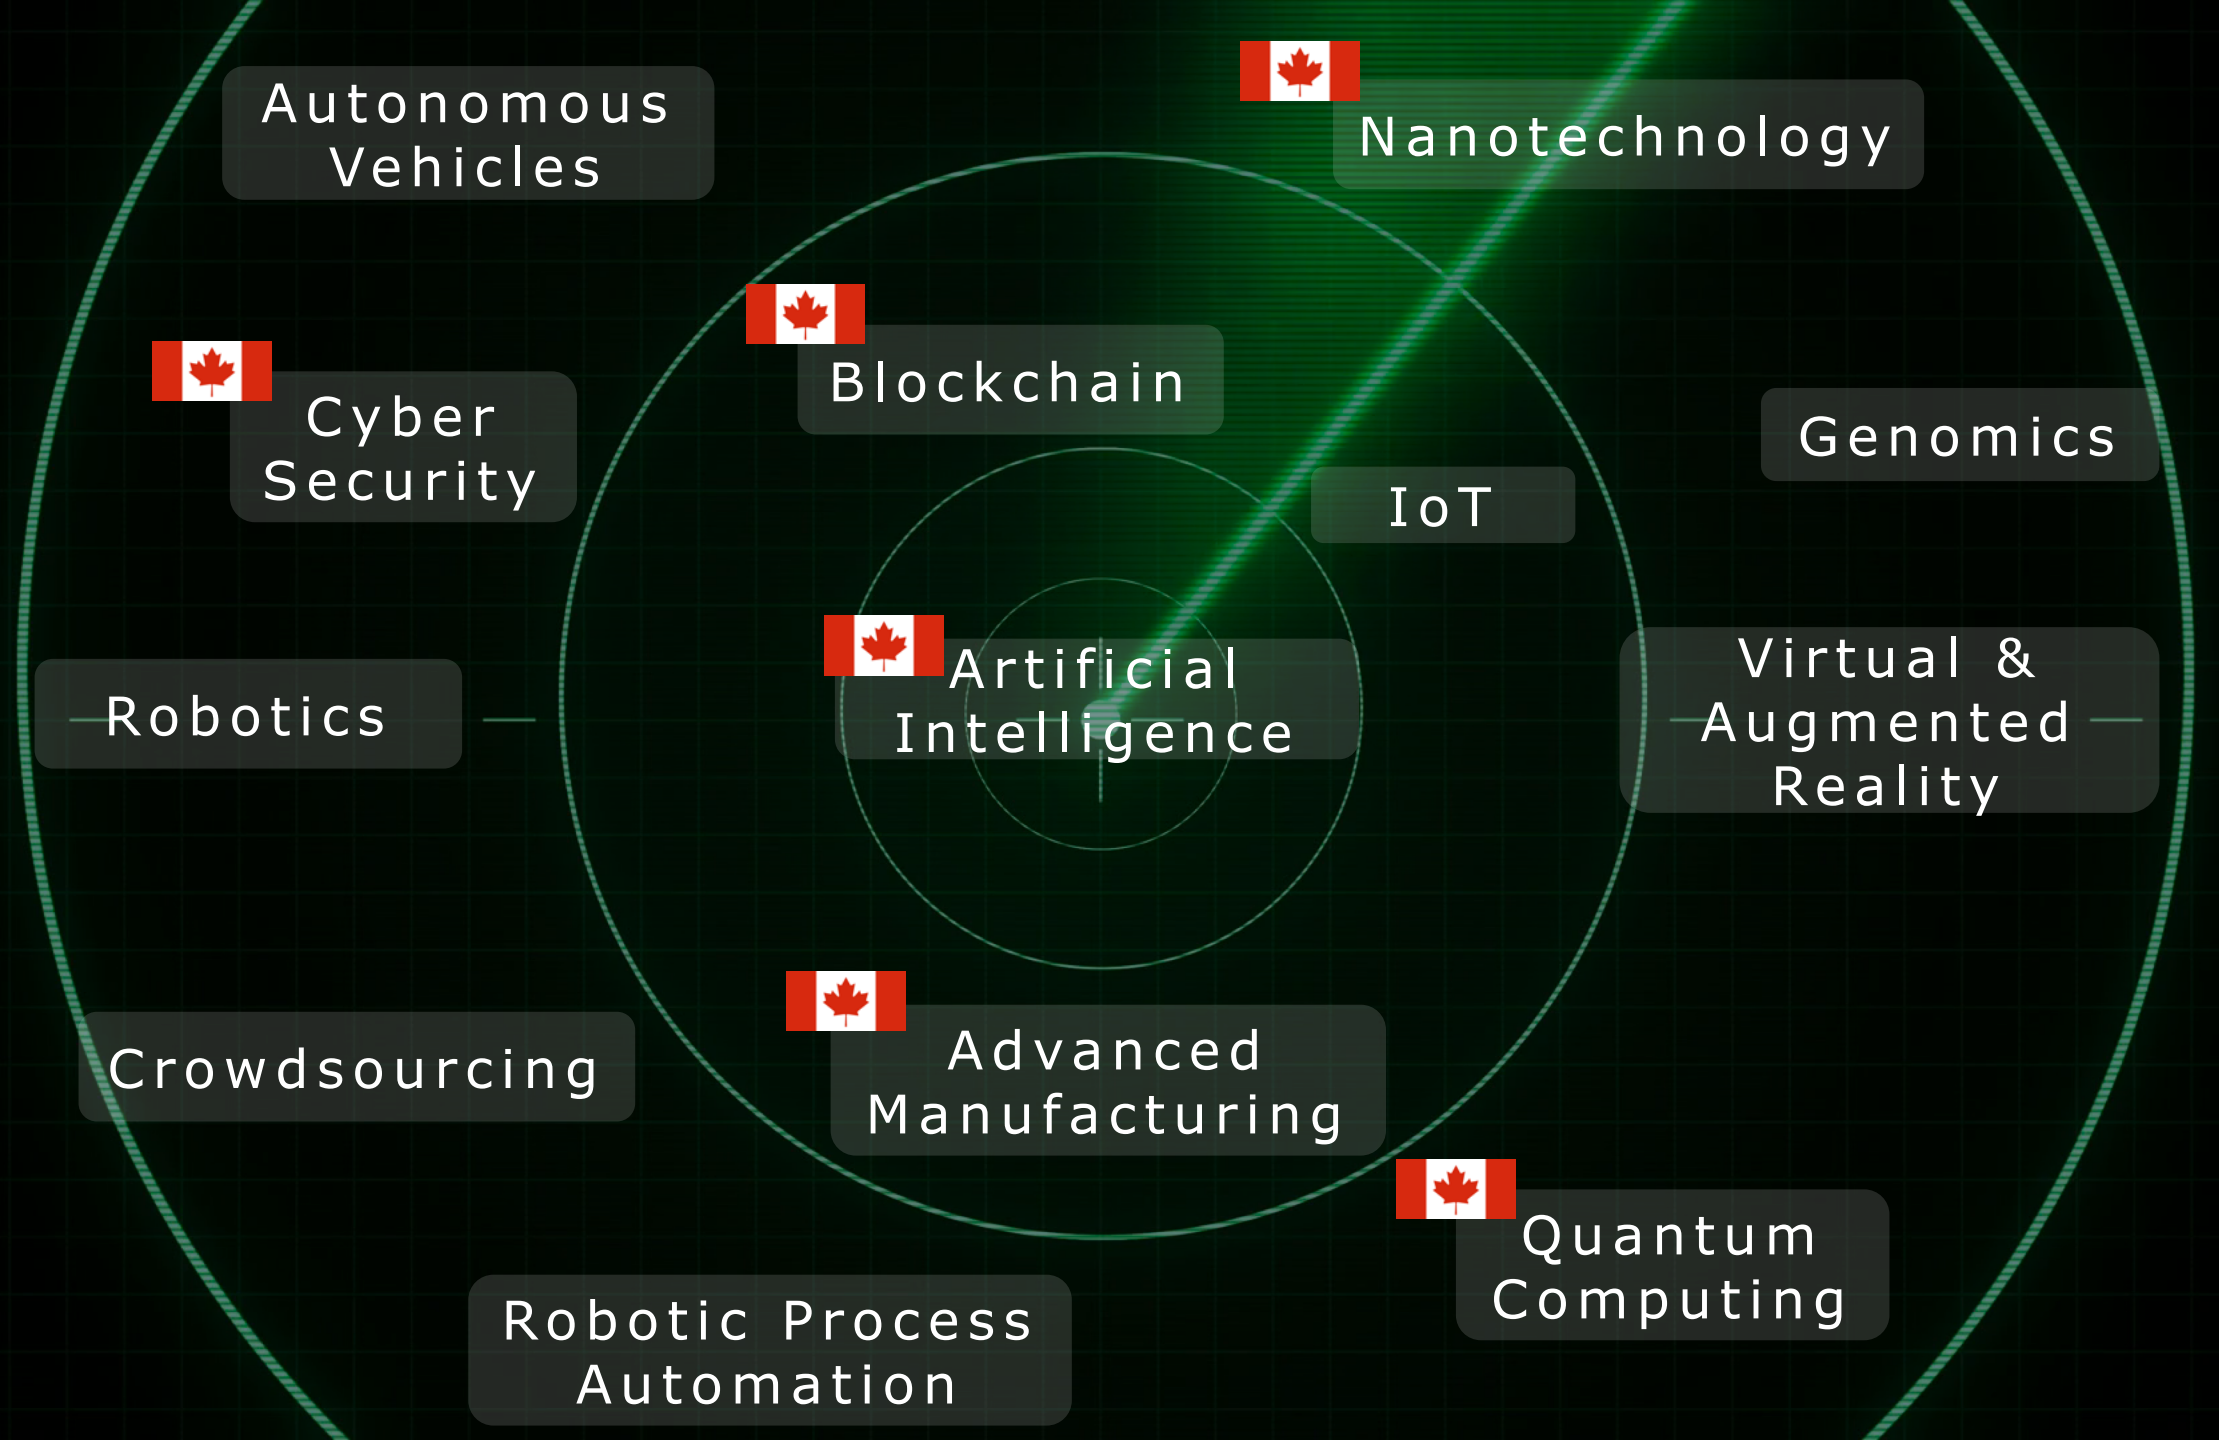 Autonomous
Vehicles
Nanotechnology
Blockchain
Cyber
Security
Genomics
IoT
Artificial
Intelligence
Robotics
Virtual &
Augmented
Reality
Crowdsourcing
Advanced
Manufacturing
Quantum
Computing
Robotic Process
Automation